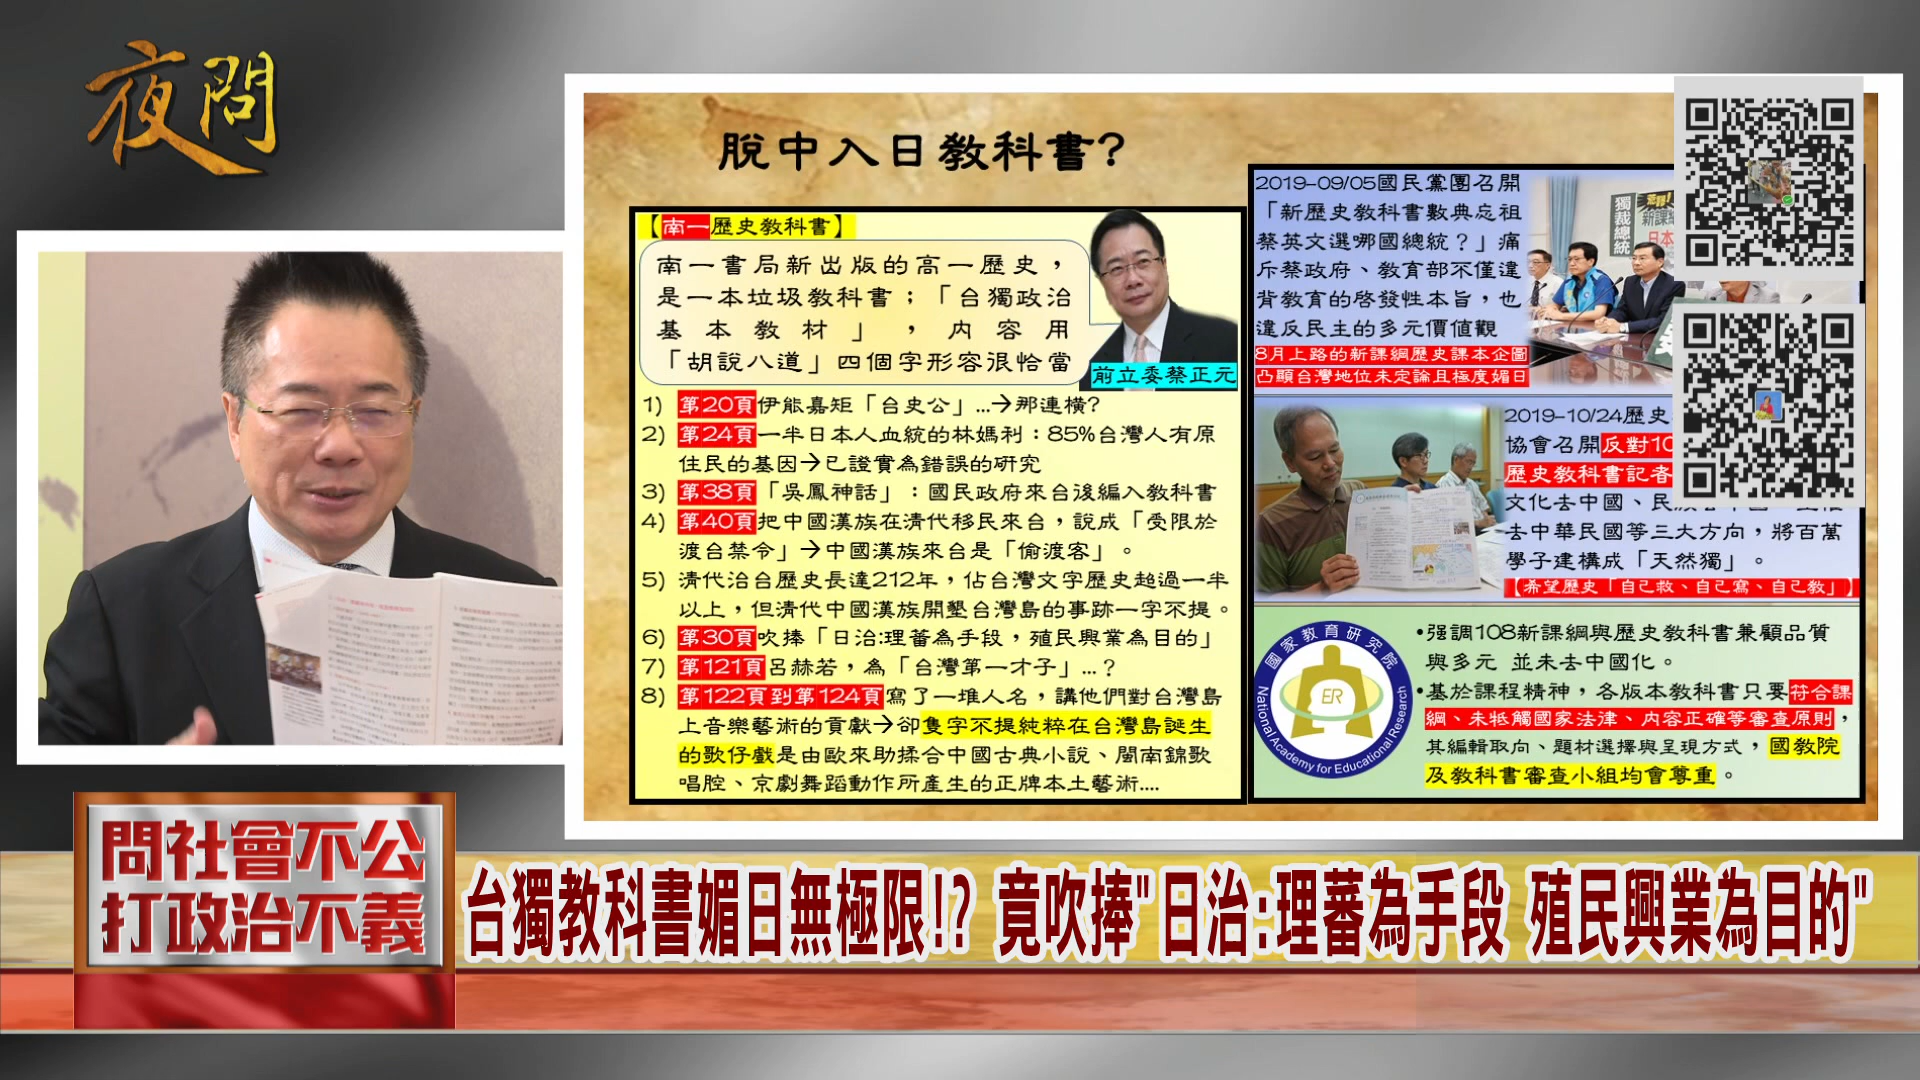 夜問
脫中入日教科書?
【南一歷史教科書】
南一書局新出版的高一歷史，
是一本垃圾教科書；「台獨政治
基本教材」，內容用
「胡說八道」四個字形容很恰當
前立委蔡正元
1) 第20頁伊能嘉矩「台史公」...→那連橫?
2) 第24頁一半日本人血統的林媽利：85%台灣人有原
住民的基因→已證實為錯誤的研究
3) 第38頁「吳鳳神話」：國民政府來台後編入教科書
4) 第40頁把中國漢族在清代移民來台，說成「受限於
渡台禁令」→中國漢族來台是「偷渡客」。
5) 清代治台歷史長達212年，佔台灣文字歷史超過一半
以上，但清代中國漢族開墾台灣島的事跡一字不提。
6) 第30頁吹捧「日治:理蕃為手段，殖民興業為目的」
7) 第121頁呂赫若，為「台灣第一才子」...?
8) 第122頁到第124頁寫了一堆人名，講他們對台灣島
上音樂藝術的貢獻→卻隻字不提純粹在台灣島誕生
的歌仔戲是由歐來助揉合中國古典小說、閩南錦歌
唱腔、京劇舞蹈動作所產生的正牌本土藝術....
2019-09/05國民黨團召開
「新歷史教科書數典忘祖
蔡英文選哪國總統？」痛
斥蔡政府、教育部不僅違
背教育的啓發性本旨，也
違反民主的多元價值觀
8月上路的新課綱歷史課本企圖
凸顯台灣地位未定論且極度媚日
獨裁總統
新課綱
日本
2019-10/24歷史
協會召開反對10
歷史教科書記者
文化去中國、民
去中華民國等三大方向，將百萬
學子建構成「天然獨」。
【希望歷史「自己救、自己寫、自己教」】
國家教育研究院
ER
National Academy for Educational Research
•强調108新課綱與歷史教科書兼顧品質
與多元 並未去中國化。
•基於課程精神，各版本教科書只要符合課
綱、未牴觸國家法律、內容正確等審查原則，
其編輯取向、題材選擇與呈現方式，國教院
及教科書審查小組均會尊重。
問社會不公
打政治不義
台獨教科書媚日無極限!? 竟吹捧"日治:理蕃為手段 殖民興業為目的"